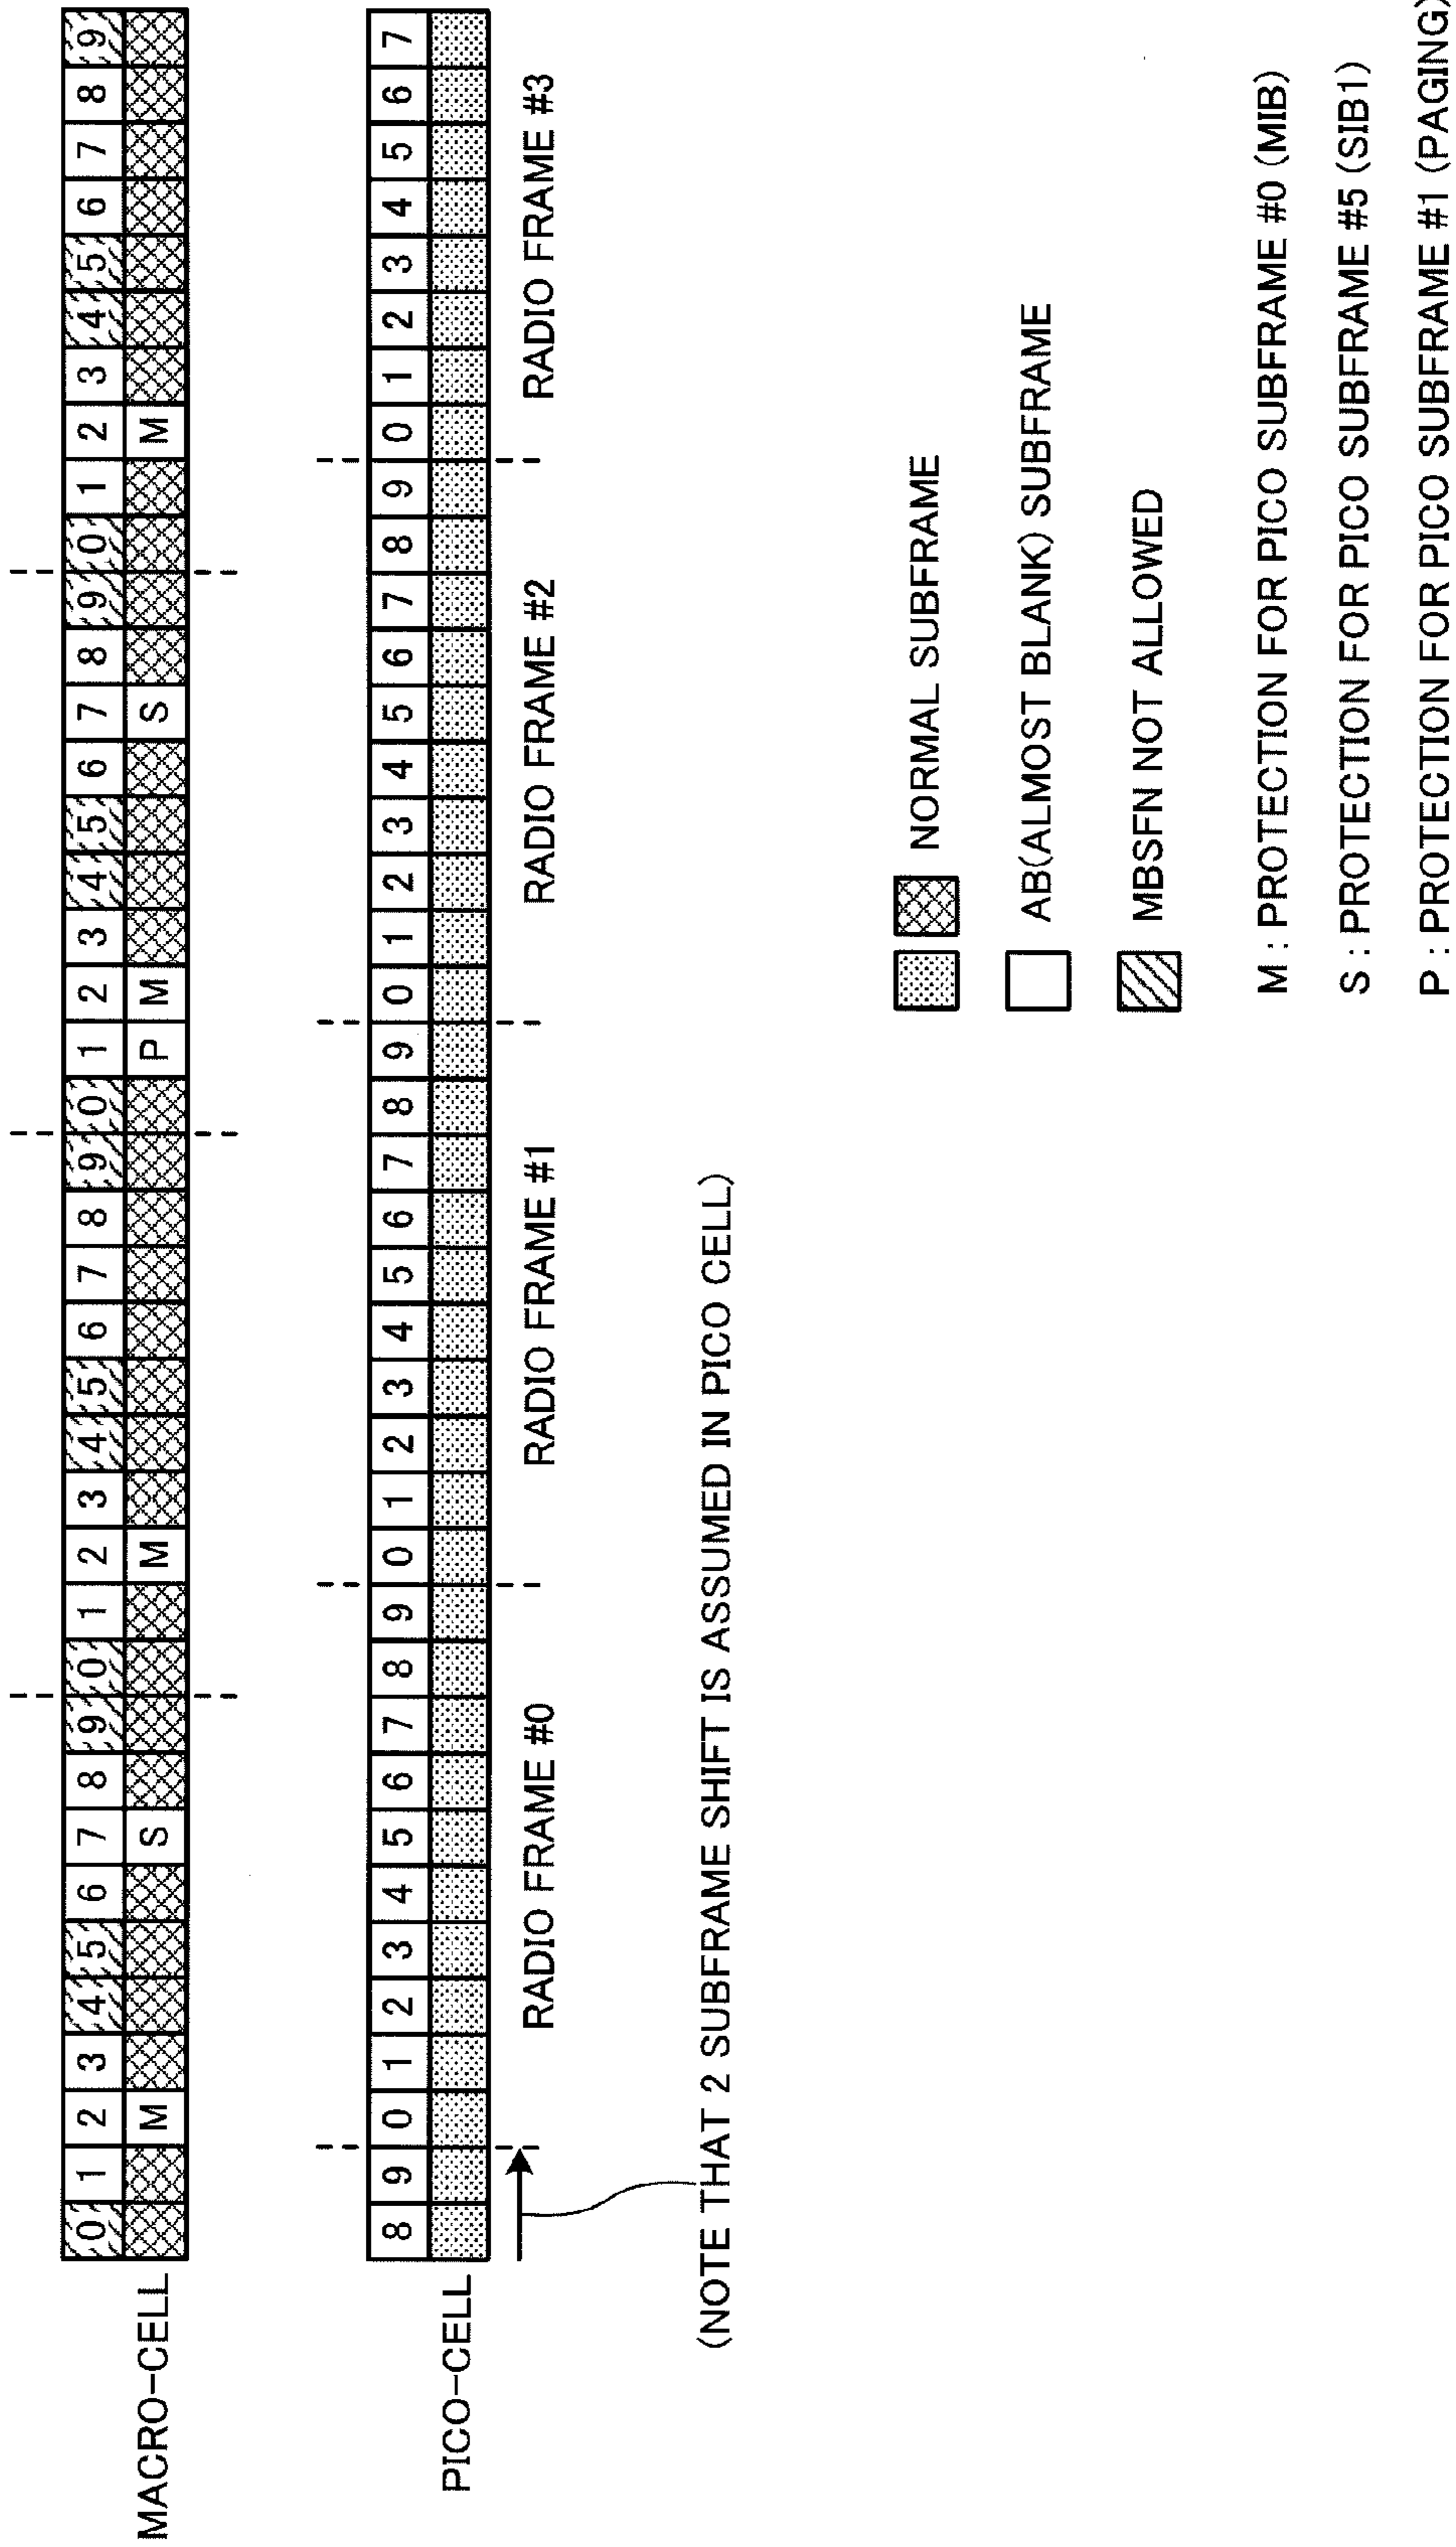 0 1 2 3 4 5 6 7 8 9 0 1 2 3 4 5 6 7 8 9 0 1 2 3 4 5 6 7 8 9 0 1 2 3 4 5 6 7 8 9
MACRO-CELL M S M P M S M
8 9 0 1 2 3 4 5 6 7 8 9 0 1 2 3 4 5 6 7 8 9 0 1 2 3 4 5 6 7 8 9 0 1 2 3 4 5 6 7
PICO-CELL
RADIO FRAME #0 RADIO FRAME #1 RADIO FRAME #2 RADIO FRAME #3
(NOTE THAT 2 SUBFRAME SHIFT IS ASSUMED IN PICO CELL)
NORMAL SUBFRAME
AB(ALMOST BLANK) SUBFRAME
MBSFN NOT ALLOWED
M : PROTECTION FOR PICO SUBFRAME #0 (MIB)
S : PROTECTION FOR PICO SUBFRAME #5 (SIB1)
P : PROTECTION FOR PICO SUBFRAME #1 (PAGING)